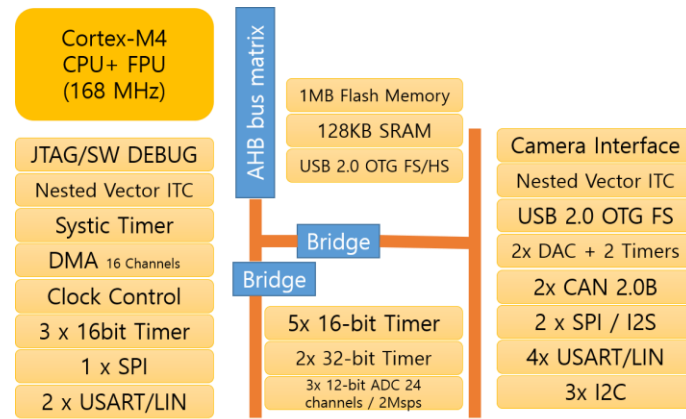 Cortex-M4
CPU+ FPU
(168 MHz)
JTAG/SW DEBUG
Nested Vector ITC
Systic Timer
DMA 16 Channels
Clock Control
3 x 16bit Timer
1 x SPI
2 x USART/LIN
AHB bus matrix
1MB Flash Memory
128KB SRAM
USB 2.0 OTG FS/HS
Bridge
Bridge
5x 16-bit Timer
2x 32-bit Timer
3x 12-bit ADC 24
channels / 2Msps
Camera Interface
Nested Vector ITC
USB 2.0 OTG FS
2x DAC + 2 Timers
2x CAN 2.0B
2 x SPI / I2S
4x USART/LIN
3x I2C